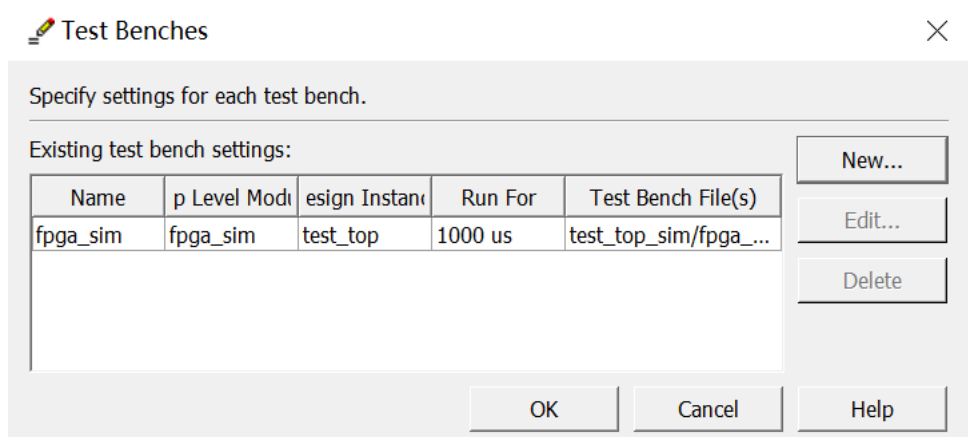 Test Benches
Specify settings for each test bench.
Existing test bench settings:
New...
Name p Level Modu esign Instanc Run For Test Bench File(s)
fpga_sim fpga_sim test_top 1000 us test_top_sim/fpga_...
Edit...
Delete
OK Cancel Help